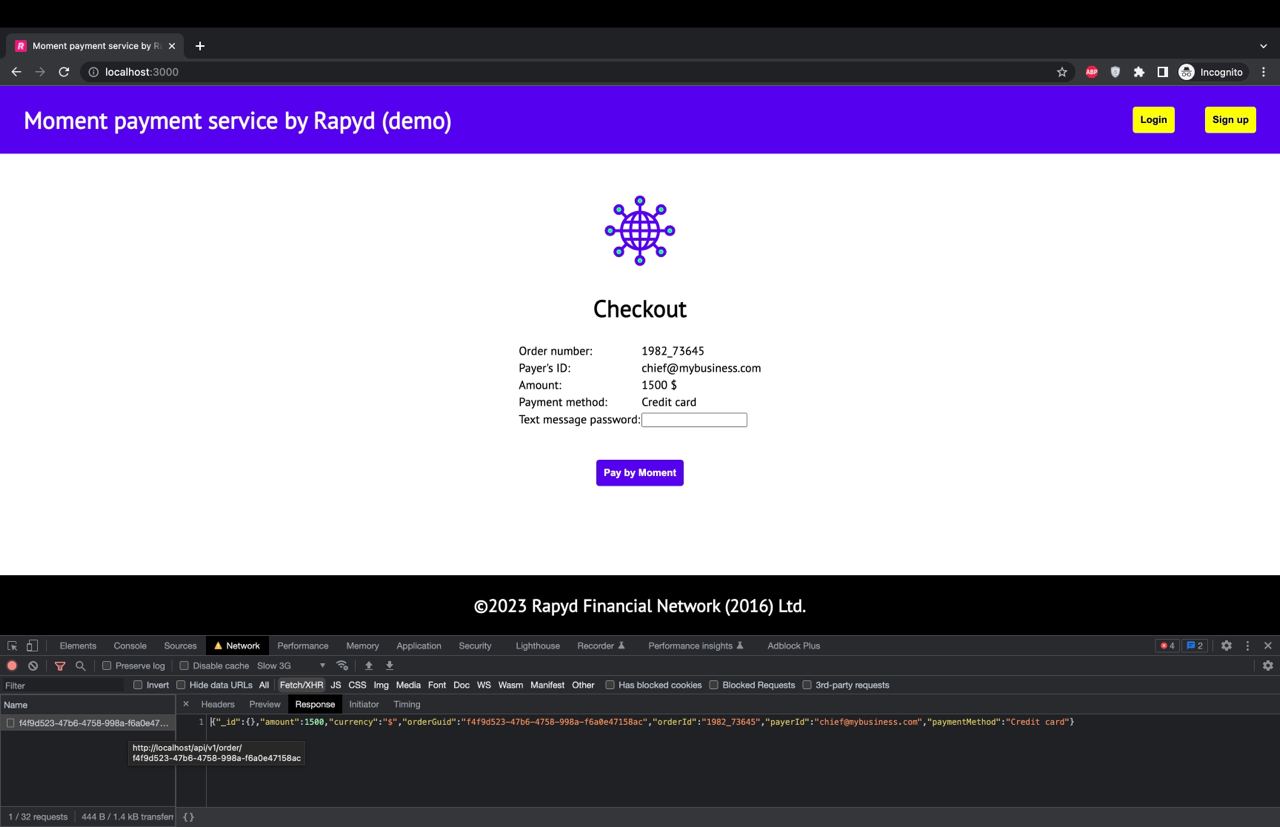 Moment payment service by Ra
localhost:3000
ABP
Incognito
Moment payment service by Rapyd (demo)
Login
Sign up
Checkout
Order number: 1982_73645
Payer's ID: chief@mybusiness.com
Amount: 1500 $
Payment method: Credit card
Text message password:
Pay by Moment
©2023 Rapyd Financial Network (2016) Ltd.
Elements Console Sources Network Performance Memory Application Security Lighthouse Recorder Performance insights Adblock Plus 4 2
Preserve log Disable cache Slow 3G
Filter Invert Hide data URLs All Fetch/XHR JS CSS Img Media Font Doc WS Wasm Manifest Other Has blocked cookies Blocked Requests 3rd-party requests
Name Headers Preview Response Initiator Timing
f4f9d523-47b6-4758-998a-f6a0e47... 1 {"_id":{},"amount":1500,"currency":"$","orderGuid":"f4f9d523-47b6-4758-998a-f6a0e47158ac","orderId":"1982_73645","payerId":"chief@mybusiness.com","paymentMethod":"Credit card"}
http://localhost/api/v1/order/
f4f9d523-47b6-4758-998a-f6a0e47158ac
1 / 32 requests 444 B / 1.4 kB transferr { }